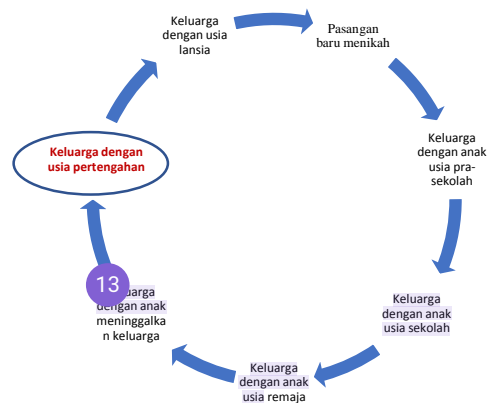 Keluarga
dengan usia
lansia
Pasangan
baru menikah
Keluarga
dengan anak
usia pra-
sekolah
Keluarga
dengan anak
usia sekolah
Keluarga
dengan anak
usia remaja
13
uarga
dengan anak
meninggalka
n keluarga
Keluarga dengan
usia pertengahan